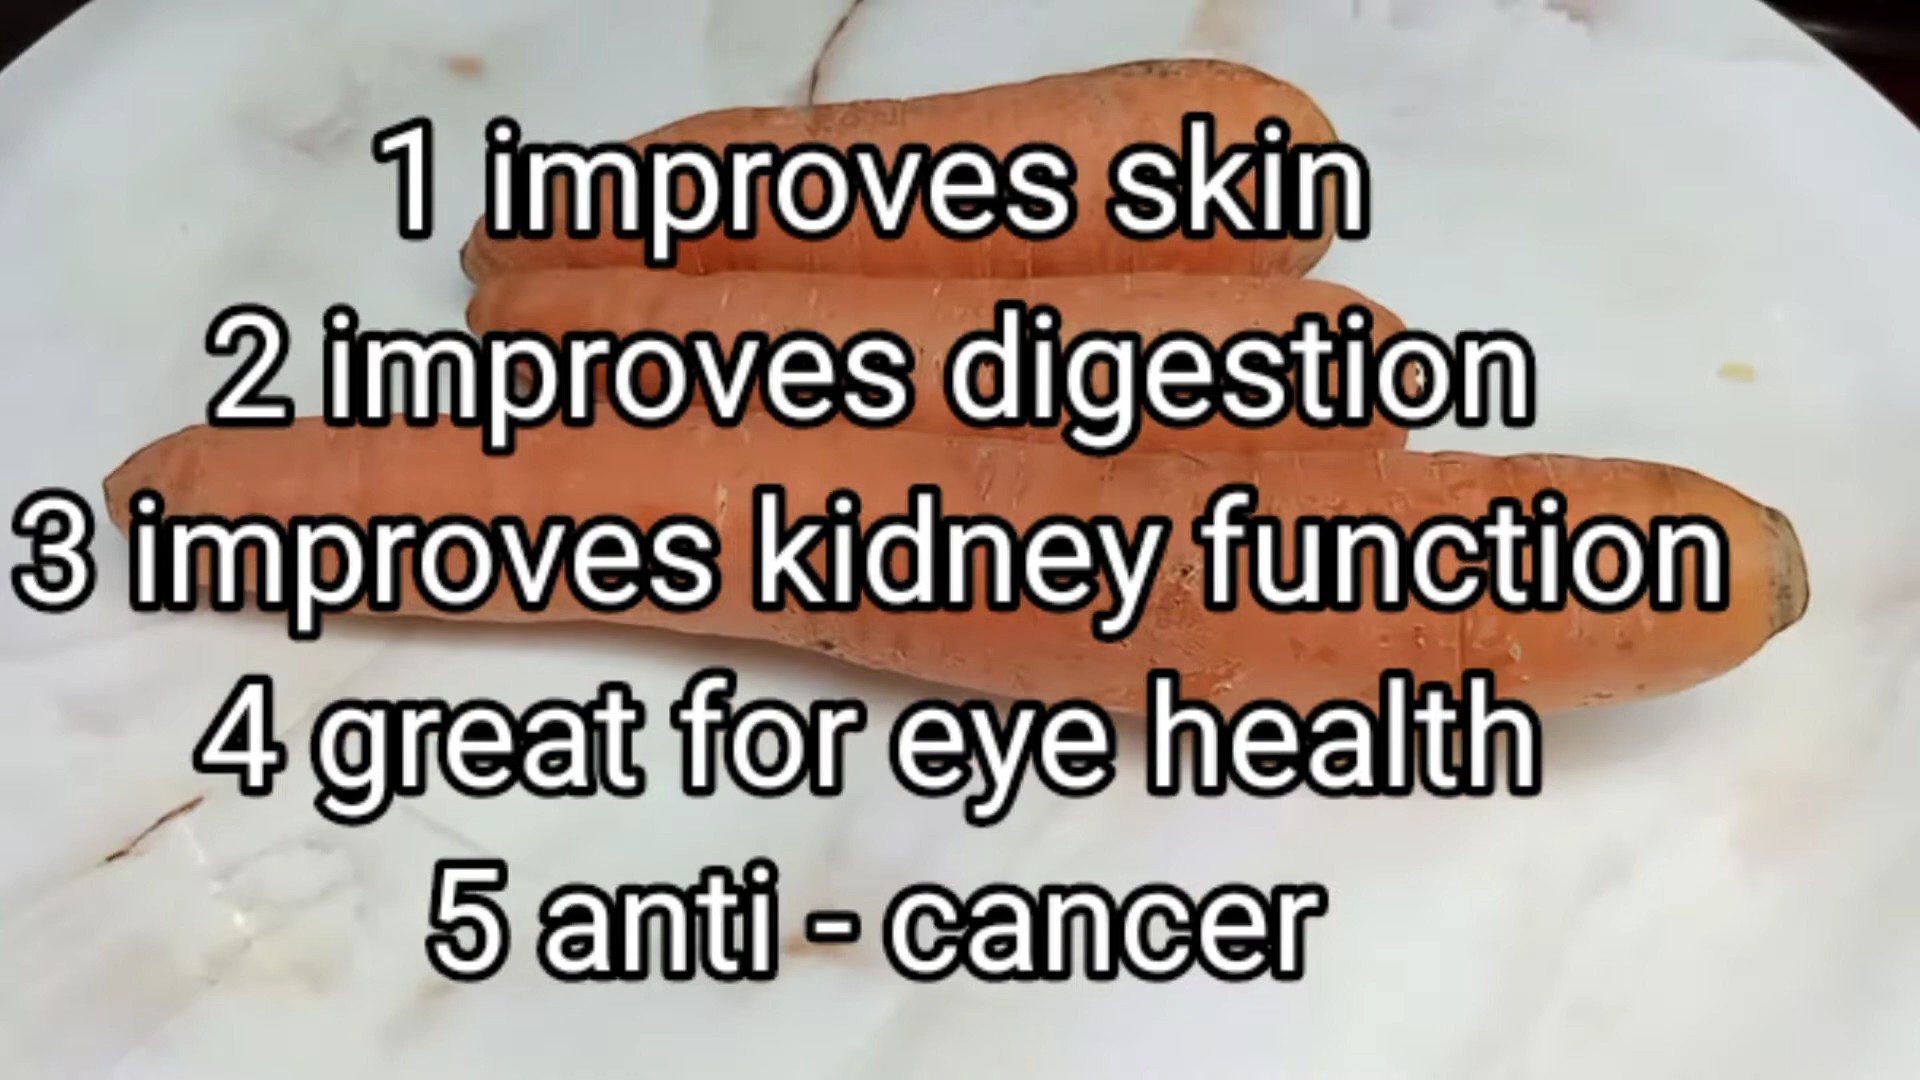 1 improves skin
2 improves digestion
3 improves kidney function
4 great for eye health
5 anti - cancer